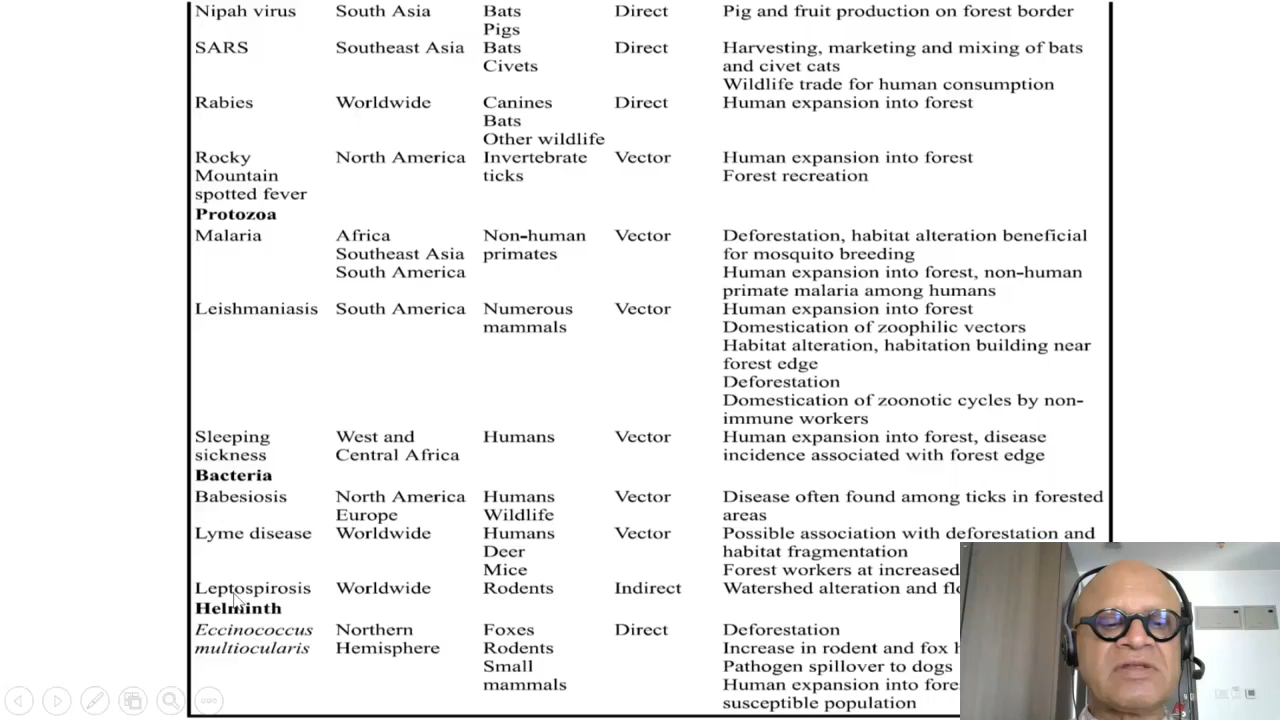 Nipah virus South Asia Bats Direct Pig and fruit production on forest border
Pigs
SARS Southeast Asia Bats Direct Harvesting, marketing and mixing of bats
Civets and civet cats
Wildlife trade for human consumption
Rabies Worldwide Canines Direct Human expansion into forest
Bats
Other wildlife
Rocky North America Invertebrate Vector Human expansion into forest
Mountain ticks Forest recreation
spotted fever
Protozoa
Malaria Africa Non-human Vector Deforestation, habitat alteration beneficial
Southeast Asia primates for mosquito breeding
South America Human expansion into forest, non-human
primate malaria among humans
Leishmaniasis South America Numerous Vector Human expansion into forest
mammals Domestication of zoophilic vectors
Habitat alteration, habitation building near
forest edge
Deforestation
Domestication of zoonotic cycles by non-
immune workers
Sleeping West and Humans Vector Human expansion into forest, disease
sickness Central Africa incidence associated with forest edge
Bacteria
Babesiosis North America Humans Vector Disease often found among ticks in forested
Europe Wildlife areas
Lyme disease Worldwide Humans Vector Possible association with deforestation and
Deer habitat fragmentation
Mice Forest workers at increased
Leptospirosis Worldwide Rodents Indirect Watershed alteration and
Helminth
Eccinococcus Northern Foxes Direct Deforestation
multiocularis Hemisphere Rodents Increase in rodent and fox
Small Pathogen spillover to dogs
mammals Human expansion into
susceptible population